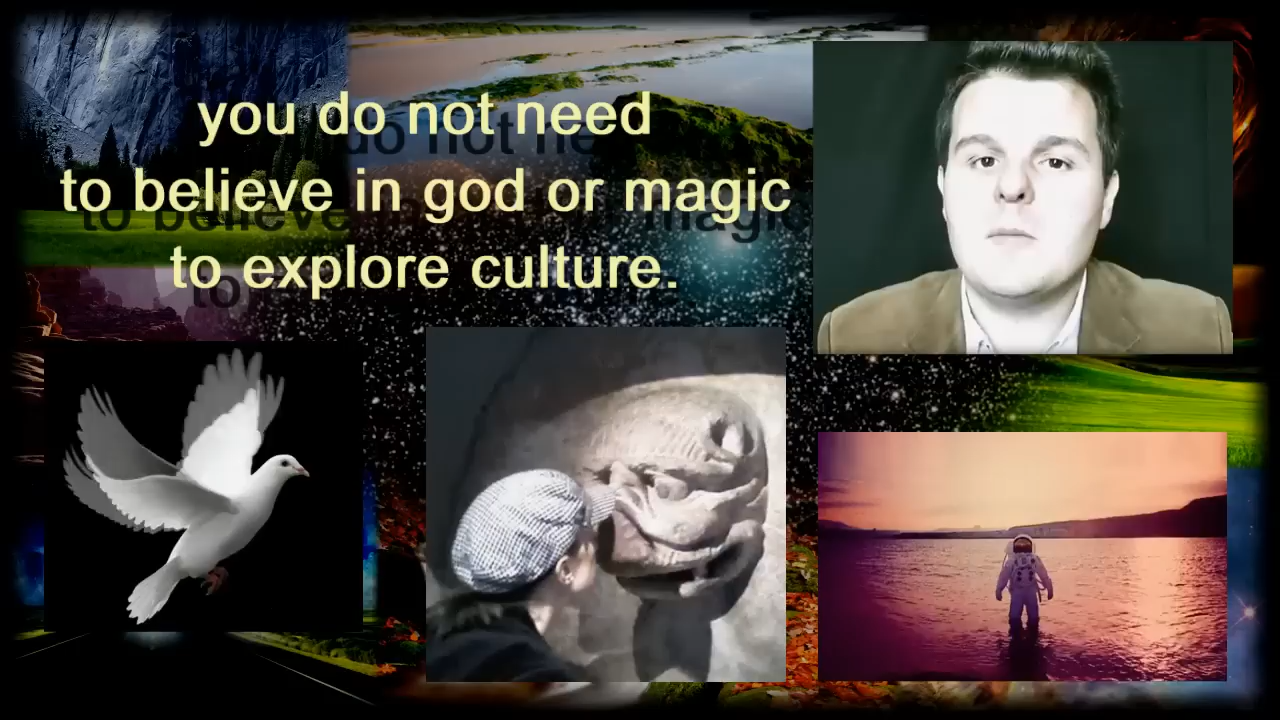 you do not need
to believe in god or magic
to explore culture.